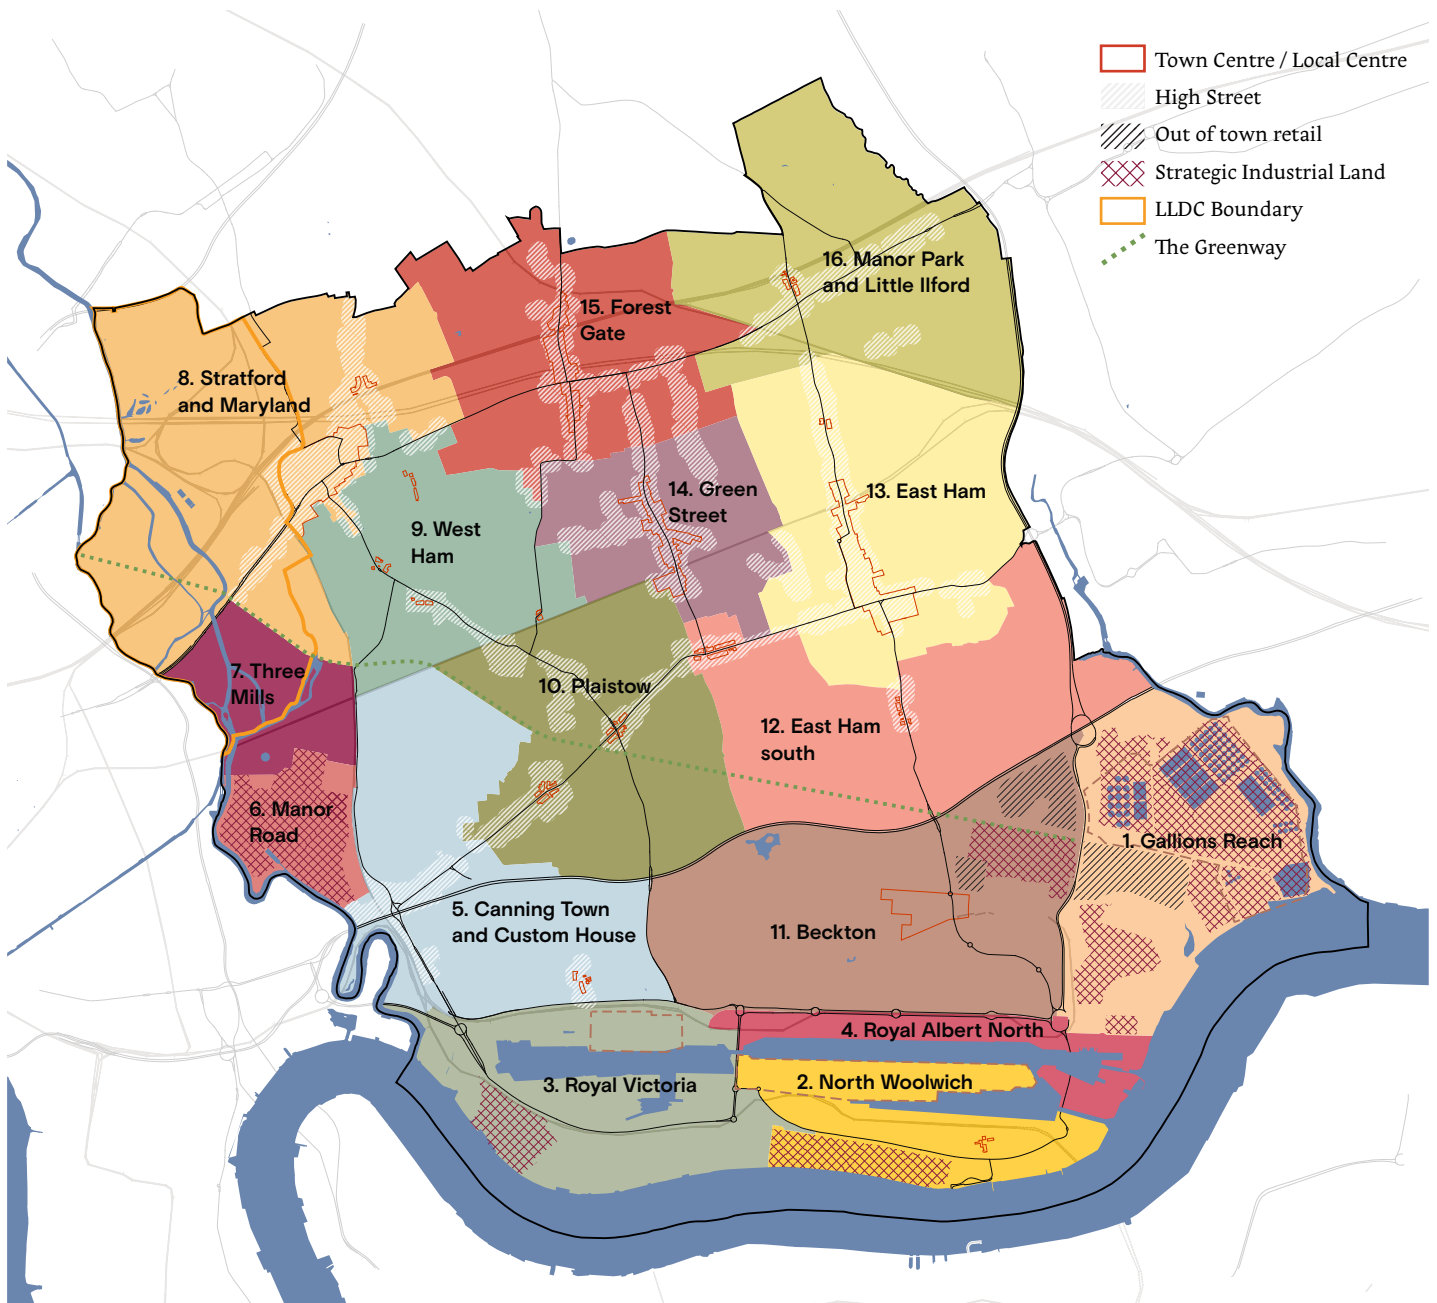 Town Centre / Local Centre
High Street
Out of town retail
Strategic Industrial Land
LLDC Boundary
The Greenway
16. Manor Park
and Little Ilford
15. Forest
Gate
8. Stratford
and Maryland
14. Green
Street
13. East Ham
9. West
Ham
7. Three
Mills
10. Plaistow
12. East Ham
south
6. Manor
Road
1. Gallions Reach
5. Canning Town
and Custom House
11. Beckton
4. Royal Albert North
3. Royal Victoria
2. North Woolwich